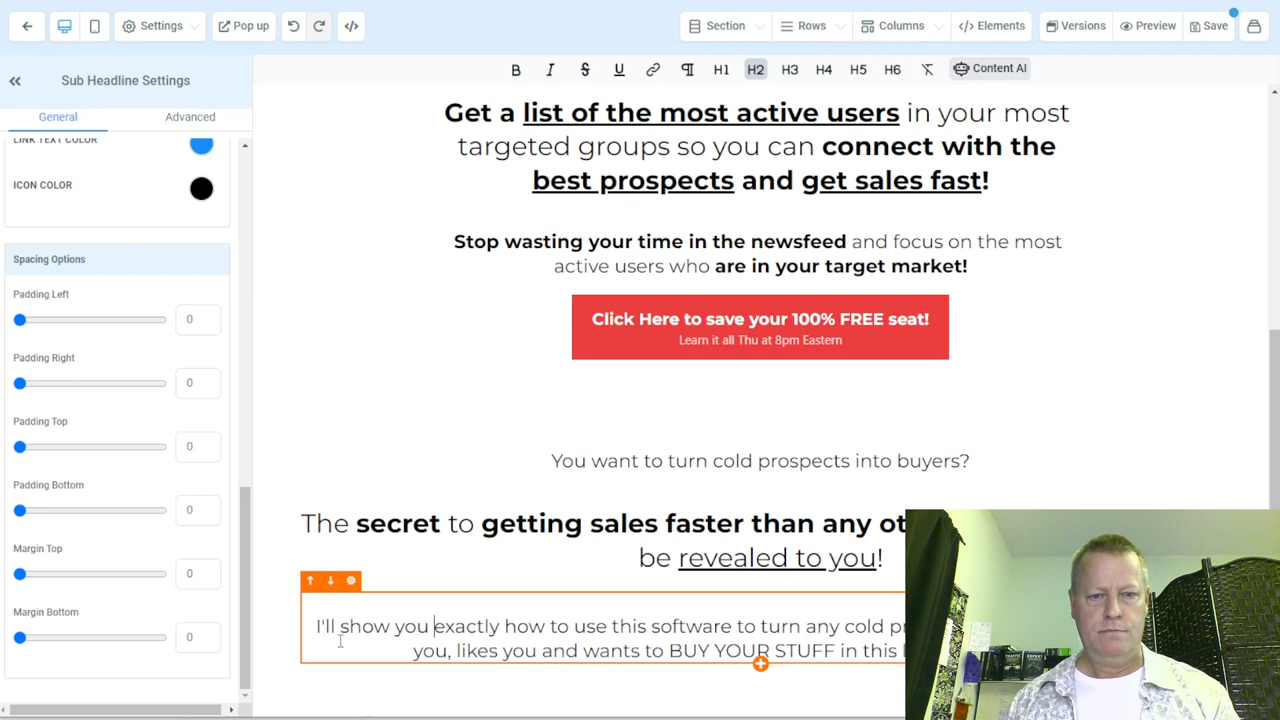 Settings
Pop up
Section
Rows
Columns
</> Elements
Versions
Preview
Save
Sub Headline Settings
General
Advanced
LINK TEXT COLOR
ICON COLOR
Spacing Options
Padding Left
0
Padding Right
0
Padding Top
0
Padding Bottom
0
Margin Top
0
Margin Bottom
0
B I S U H1 H2 H3 H4 H5 H6 Content AI
Get a list of the most active users in your most
targeted groups so you can connect with the
best prospects and get sales fast!
Stop wasting your time in the newsfeed and focus on the most
active users who are in your target market!
Click Here to save your 100% FREE seat!
Learn it all Thu at 8pm Eastern
You want to turn cold prospects into buyers?
The secret to getting sales faster than any
be revealed to you!
I'll show you exactly how to use this software to turn any cold
you, likes you and wants to BUY YOUR STUFF in this